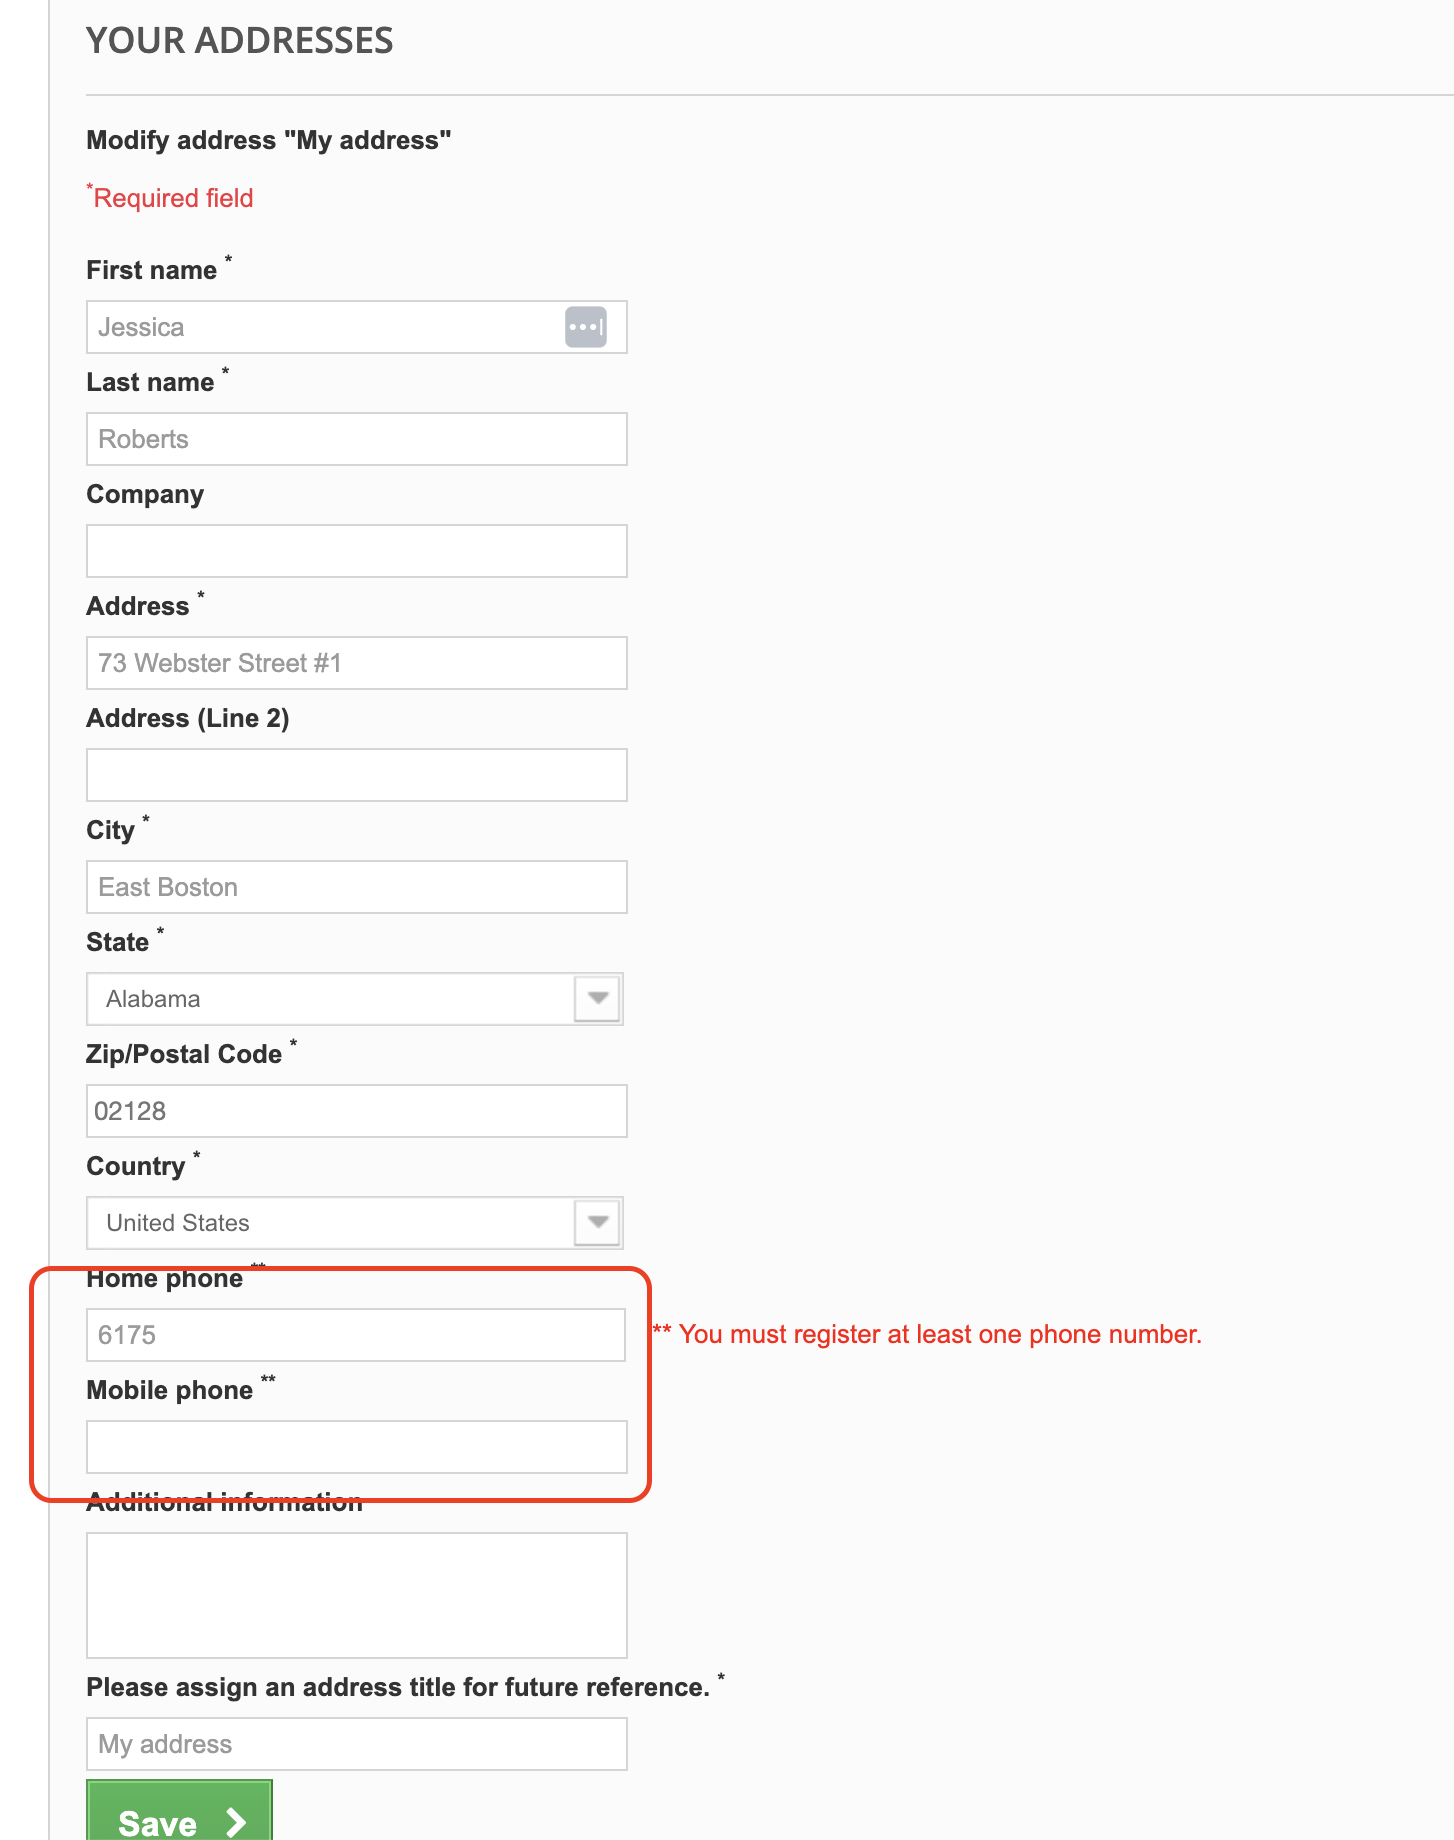 YOUR ADDRESSES
Modify address "My address"
*Required field
First name *
Jessica
Last name *
Roberts
Company
Address *
73 Webster Street #1
Address (Line 2)
City *
East Boston
State *
Alabama
Zip/Postal Code *
02128
Country *
United States
Home phone **
6175
** You must register at least one phone number.
Mobile phone **
Additional information
Please assign an address title for future reference. *
My address
Save